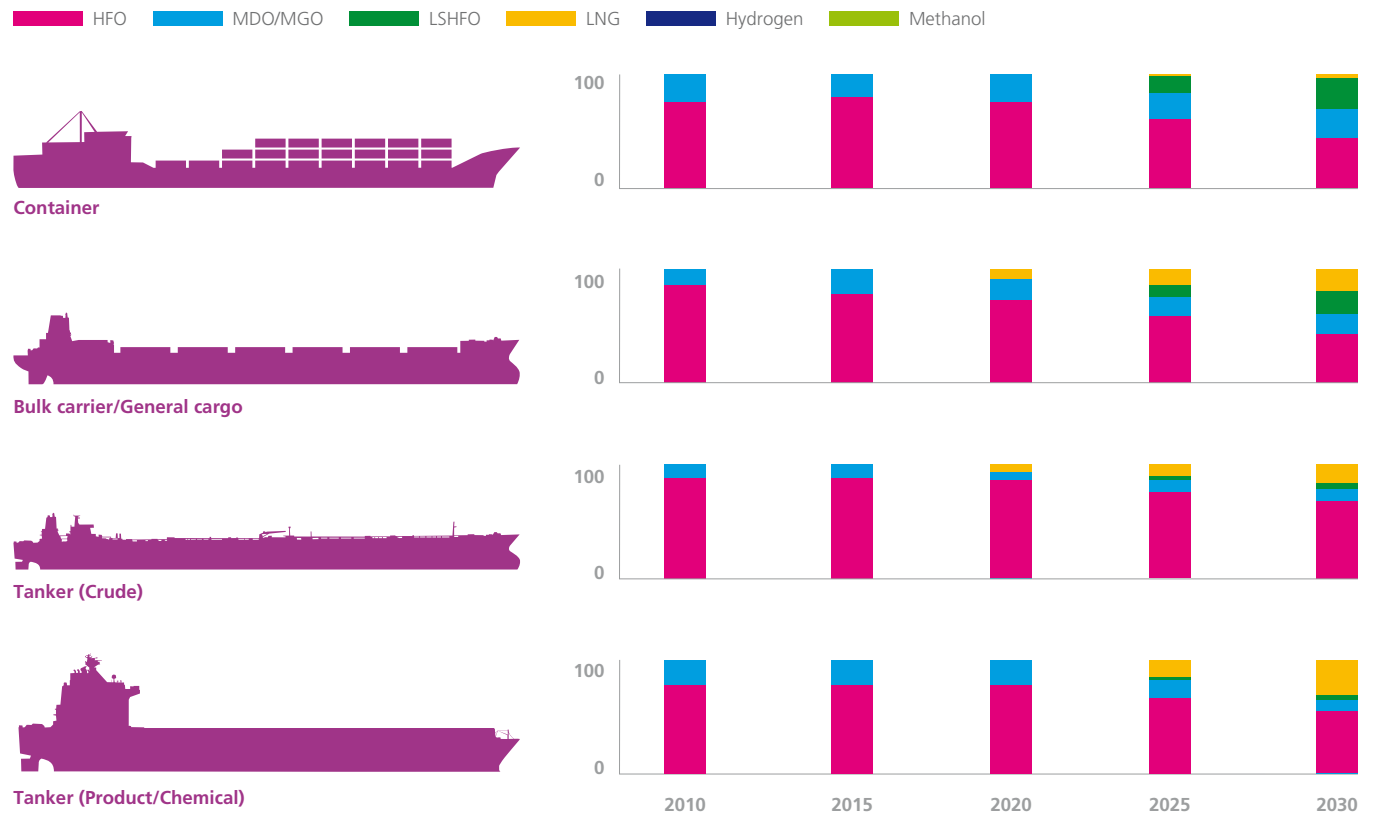 HFO MDO/MGO LSHFO LNG Hydrogen Methanol
100
0
Container
100
0
Bulk carrier/General cargo
100
0
Tanker (Crude)
100
0
Tanker (Product/Chemical)
2010 2015 2020 2025 2030